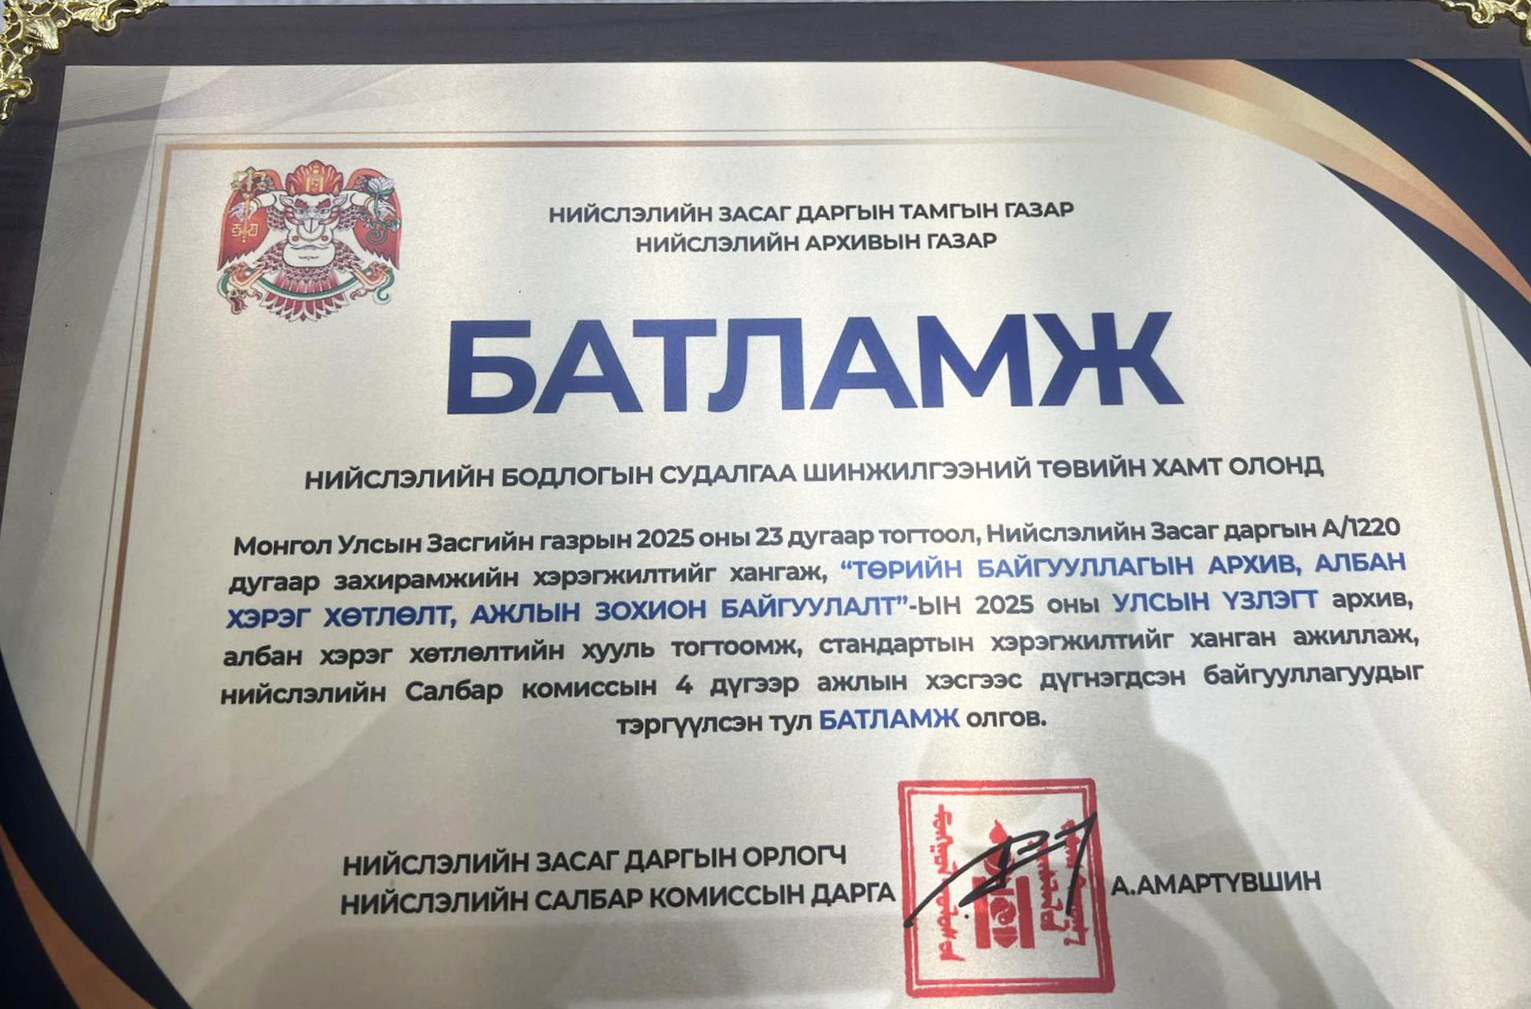 НИЙСЛЭЛИЙН ЗАСАГ ДАРГЫН ТАМГЫН ГАЗАР
НИЙСЛЭЛИЙН АРХИВЫН ГАЗАР
БАТЛАМЖ
НИЙСЛЭЛИЙН БОДЛОГЫН СУДАЛГАА ШИНЖИЛГЭЭНИЙ ТӨВИЙН ХАМТ ОЛОНД
Монгол Улсын Засгийн газрын 2025 оны 23 дугаар тогтоол, Нийслэлийн Засаг даргын А/1220
дугаар захирамжийн хэрэгжилтийг хангаж, “ТӨРИЙН БАЙГУУЛЛАГЫН АРХИВ, АЛБАН
ХЭРЭГ ХӨТЛӨЛТ, АЖЛЫН ЗОХИОН БАЙГУУЛАЛТ”-ЫН 2025 оны УЛСЫН ҮЗЛЭГТ архив,
албан хэрэг хөтлөлтийн хууль тогтоомж, стандартын хэрэгжилтийг ханган ажиллаж,
нийслэлийн Салбар комиссын 4 дүгээр ажлын хэсгээс дүгнэгдсэн байгууллагуудыг
тэргүүлсэн тул БАТЛАМЖ олгов.
НИЙСЛЭЛИЙН ЗАСАГ ДАРГЫН ОРЛОГЧ
НИЙСЛЭЛИЙН САЛБАР КОМИССЫН ДАРГА А.АМАРТҮВШИН